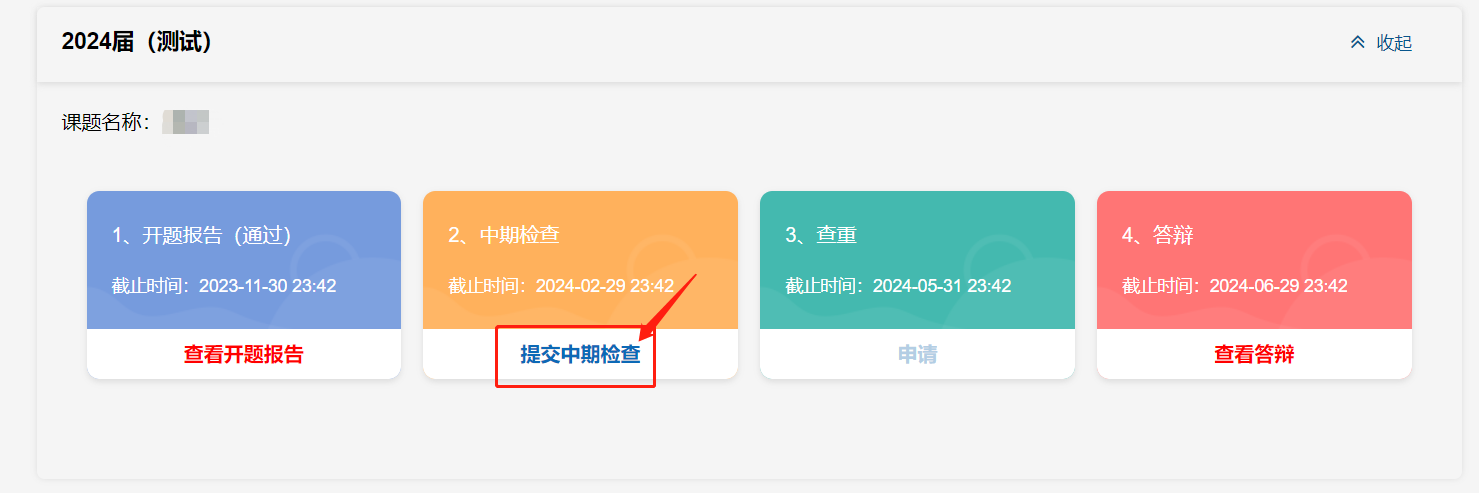 2024届（测试）
收起
课题名称：
1、开题报告（通过）
截止时间：2023-11-30 23:42
查看开题报告
2、中期检查
截止时间：2024-02-29 23:42
提交中期检查
3、查重
截止时间：2024-05-31 23:42
申请
4、答辩
截止时间：2024-06-29 23:42
查看答辩